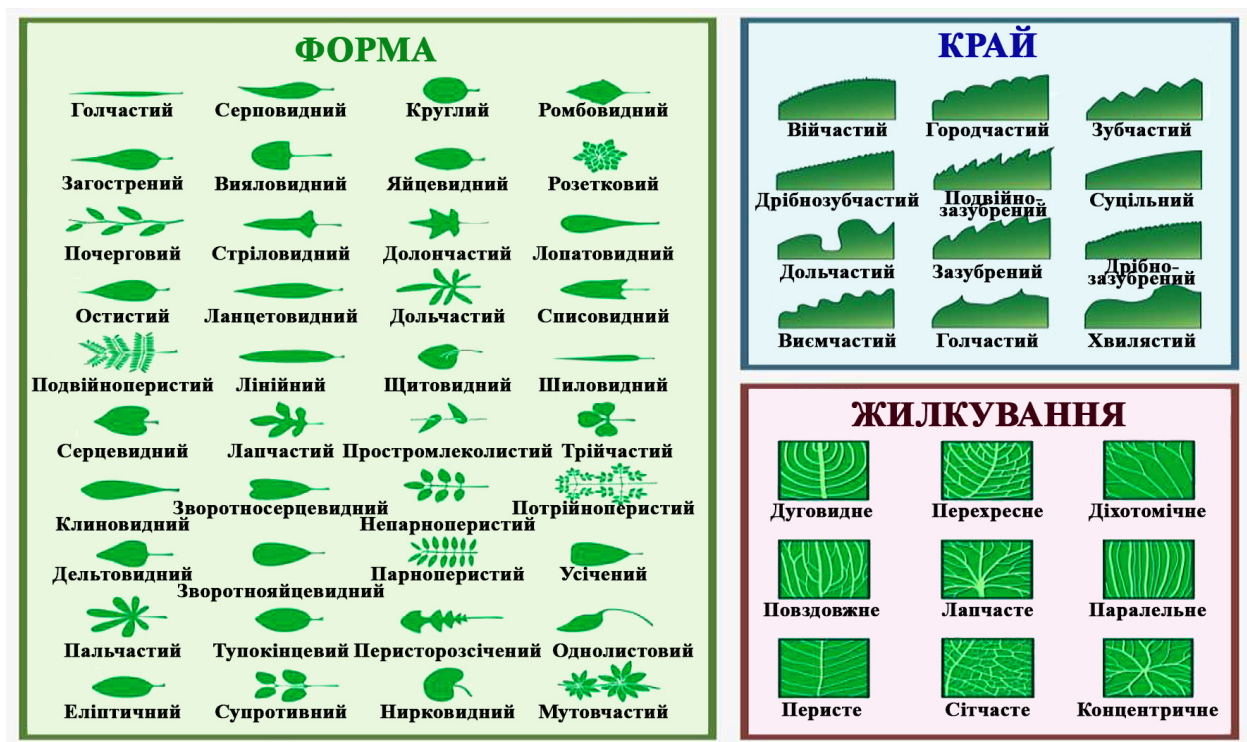 ФОРМА
Голчастий Серповидний Круглий Ромбовидний
Загострений Вияловидний Яйцевидний Розетковий
Почерговий Стріловидний Долончастий Лопатовидний
Остистий Ланцетовидний Дольчастий Списовидний
Подвійноперистий Лінійний Щитовидний Шиловидний
Серцевидний Лапчастий Простромлеколистий Трійчастий
Клиновидний Зворотносерцевидний Непарноперистий Потрійноперистий
Дельтовидний Зворотнояйцевидний Парноперистий Усічений
Пальчастий Тупокінцевий Перисторозсічений Однолистовий
Еліптичний Супротивний Нирковидний Мутовчастий
КРАЙ
Війчастий Городчастий Зубчастий
Дрібнозубчастий Подвійно-
зазубрений Суцільний
Дольчастий Зазубрений Дрібно-
зазубрений
Виємчастий Голчастий Хвилястий
ЖИЛКУВАННЯ
Дуговидне Перехресне Діхотомічне
Повздовжне Лапчасте Паралельне
Перисте Сітчасте Концентричне